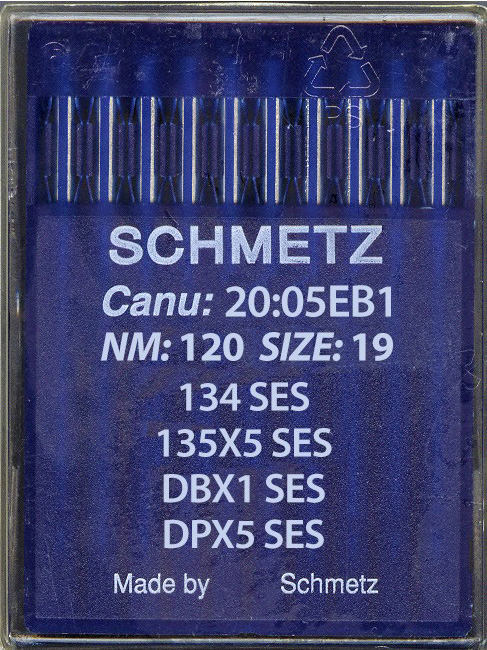 PS
SCHMETZ
Canu: 20:05EB1
NM: 120 SIZE: 19
134 SES
135X5 SES
DBX1 SES
DPX5 SES
Made by Schmetz